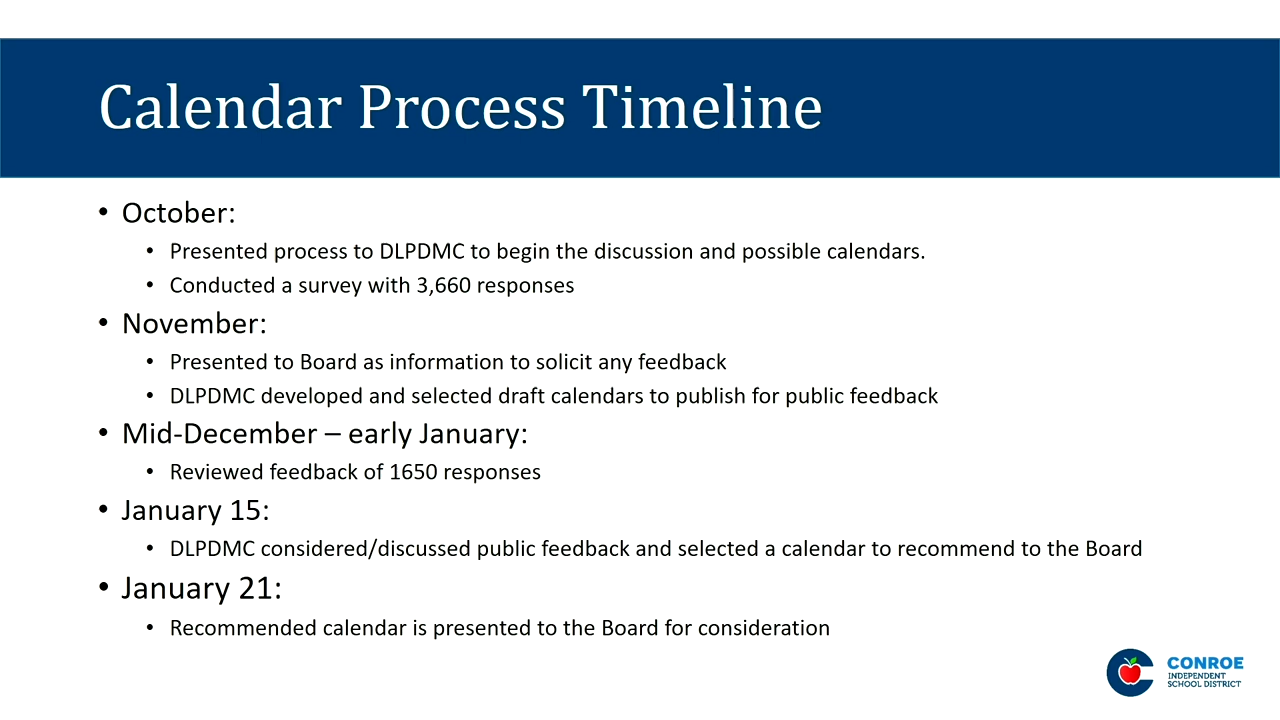 Calendar Process Timeline
• October:
• Presented process to DLPDMC to begin the discussion and possible calendars.
• Conducted a survey with 3,660 responses
• November:
• Presented to Board as information to solicit any feedback
• DLPDMC developed and selected draft calendars to publish for public feedback
• Mid-December – early January:
• Reviewed feedback of 1650 responses
• January 15:
• DLPDMC considered/discussed public feedback and selected a calendar to recommend to the Board
• January 21:
• Recommended calendar is presented to the Board for consideration
CONROE
INDEPENDENT
SCHOOL DISTRICT